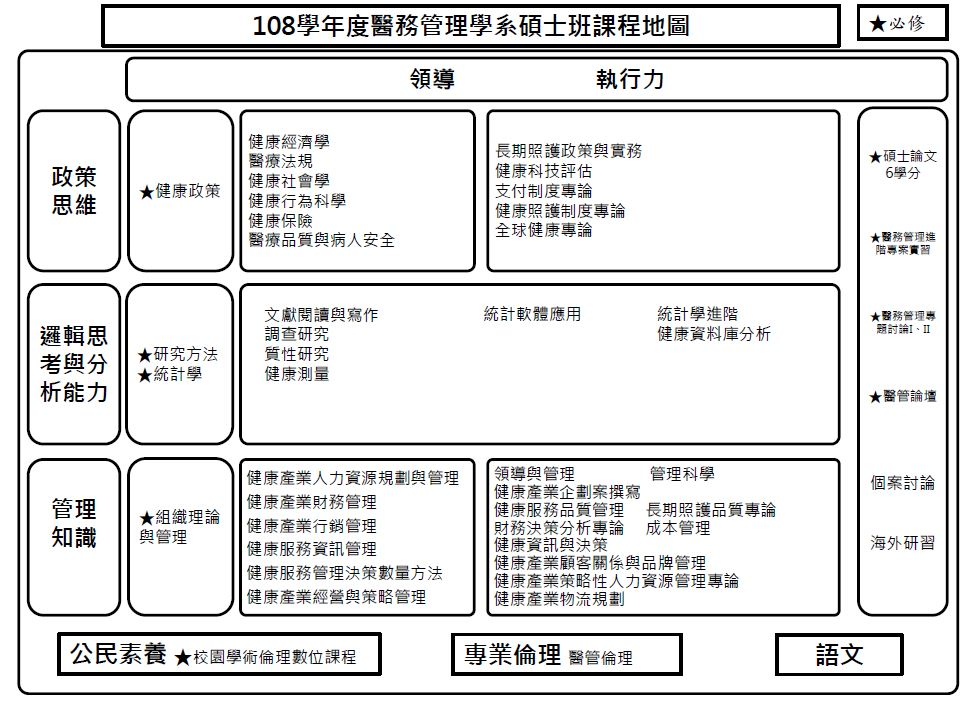 108學年度醫務管理學系碩士班課程地圖
★必修
領導 執行力
政策
思維
★健康政策
健康經濟學
醫療法規
健康社會學
健康行為科學
健康保險
醫療品質與病人安全
長期照護政策與實務
健康科技評估
支付制度專論
健康照護制度專論
全球健康專論
邏輯思
考與分
析能力
★研究方法
★統計學
文獻閱讀與寫作
調查研究
質性研究
健康測量
統計軟體應用
統計學進階
健康資料庫分析
管理
知識
★組織理論
與管理
健康產業人力資源規劃與管理
健康產業財務管理
健康產業行銷管理
健康服務資訊管理
健康服務管理決策數量方法
健康產業經營與策略管理
領導與管理 管理科學
健康產業企劃案撰寫
健康服務品質管理 長期照護品質專論
財務決策分析專論 成本管理
健康資訊與決策
健康產業顧客關係與品牌管理
健康產業策略性人力資源管理專論
健康產業物流規劃
★碩士論文
6學分
★醫務管理進
階專案實習
★醫務管理專
題討論I、II
★醫管論壇
個案討論
海外研習
公民素養 ★校園學術倫理數位課程
專業倫理 醫管倫理
語文